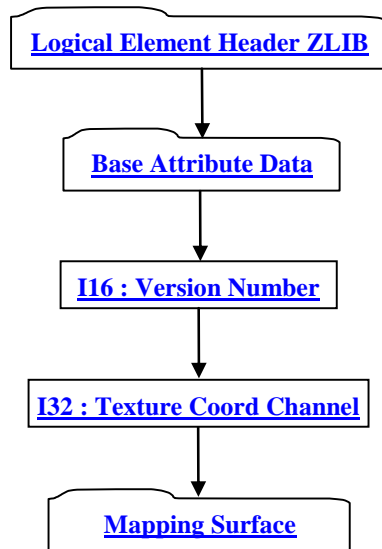 Logical Element Header ZLIB
Base Attribute Data
I16 : Version Number
I32 : Texture Coord Channel
Mapping Surface